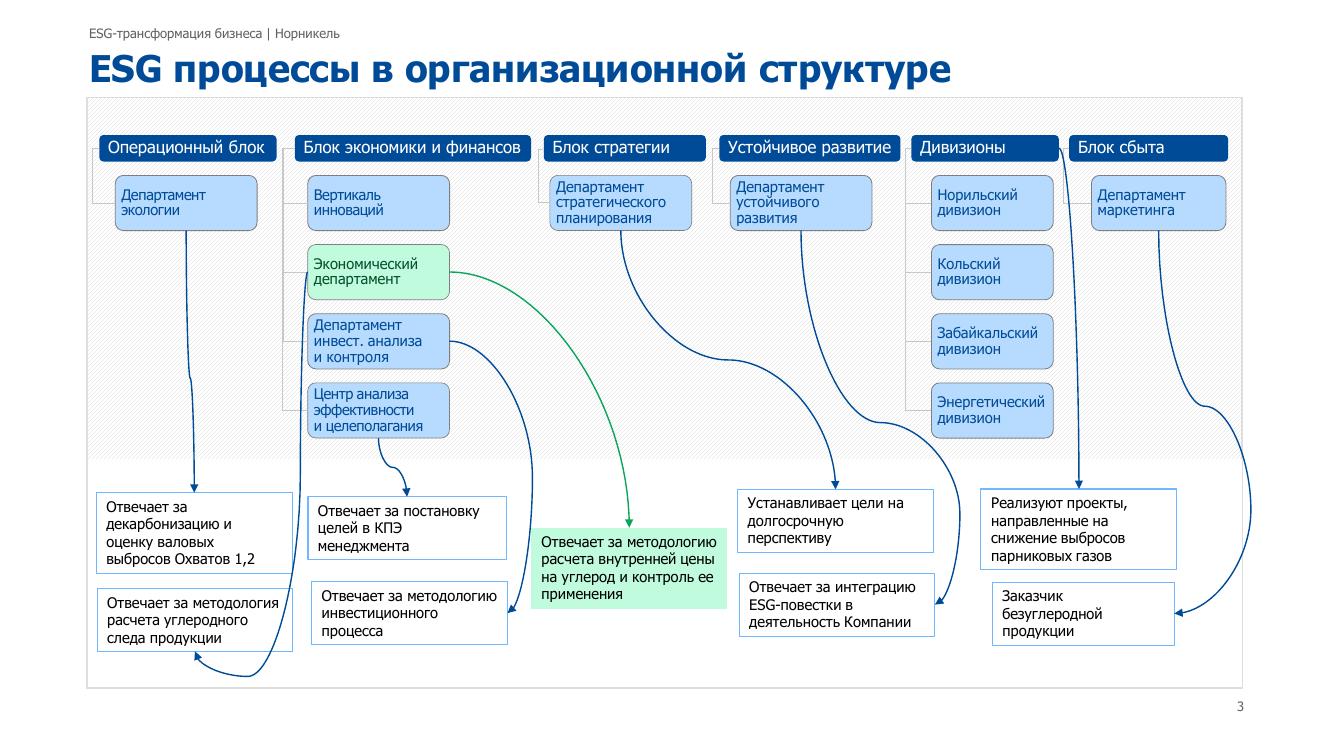 ESG-трансформация бизнеса | Норникель
ESG процессы в организационной структуре
Операционный блок
Департамент
экологии
Блок экономики и финансов
Вертикаль
инноваций
Экономический
департамент
Департамент
инвест. анализа
и контроля
Центр анализа
эффективности
и целеполагания
Блок стратегии
Департамент
стратегического
планирования
Устойчивое развитие
Департамент
устойчивого
развития
Дивизионы
Норильский
дивизион
Кольский
дивизион
Забайкальский
дивизион
Энергетический
дивизион
Блок сбыта
Департамент
маркетинга
Отвечает за
декарбонизацию и
оценку валовых
выбросов Охватов 1,2
Отвечает за методология
расчета углеродного
следа продукции
Отвечает за постановку
целей в КПЭ
менеджмента
Отвечает за методологию
инвестиционного
процесса
Отвечает за методологию
расчета внутренней цены
на углерод и контроль ее
применения
Устанавливает цели на
долгосрочную
перспективу
Отвечает за интеграцию
ESG-повестки в
деятельность Компании
Реализуют проекты,
направленные на
снижение выбросов
парниковых газов
Заказчик
безуглеродной
продукции
3